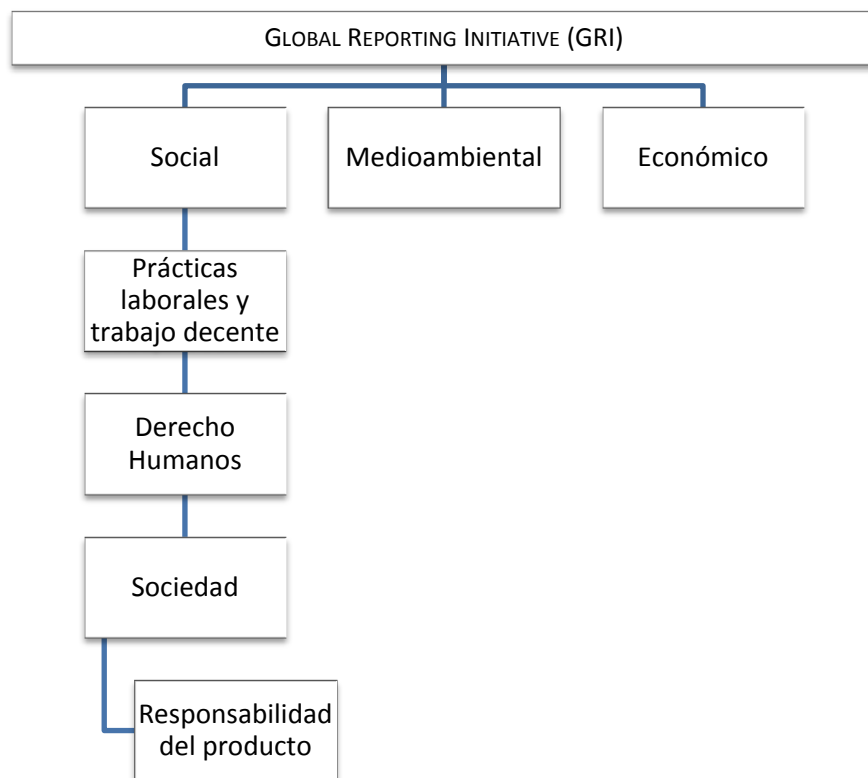 GLOBAL REPORTING INITIATIVE (GRI)
Social
Medioambiental
Económico
Prácticas
laborales y
trabajo decente
Derecho
Humanos
Sociedad
Responsabilidad
del producto